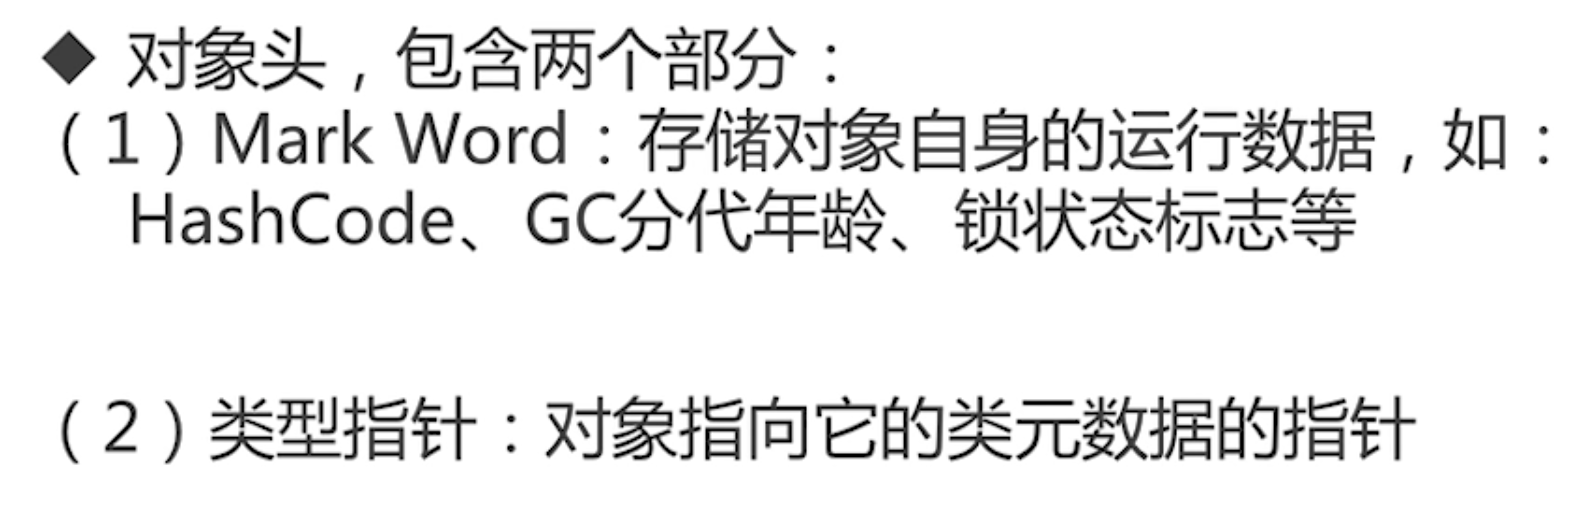 ◆ 对象头，包含两个部分：
（1）Mark Word：存储对象自身的运行数据，如：
HashCode、GC分代年龄、锁状态标志等
（2）类型指针：对象指向它的类元数据的指针